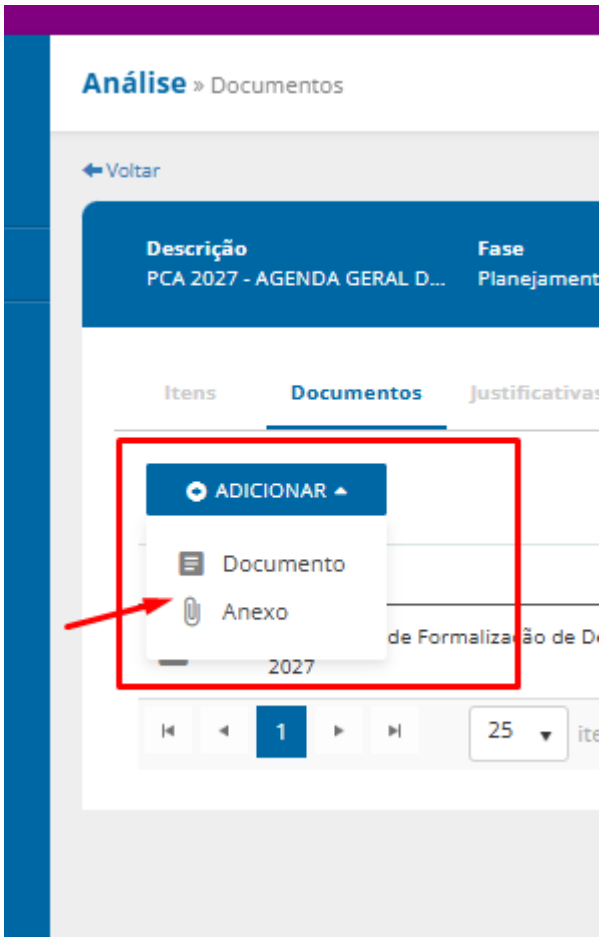 Análise » Documentos
Voltar
Descrição Fase
PCA 2027 - AGENDA GERAL D... Planejament
Itens Documentos Justificativas
ADICIONAR
Documento
Anexo
de Formalização de De
2027
1 25 ite